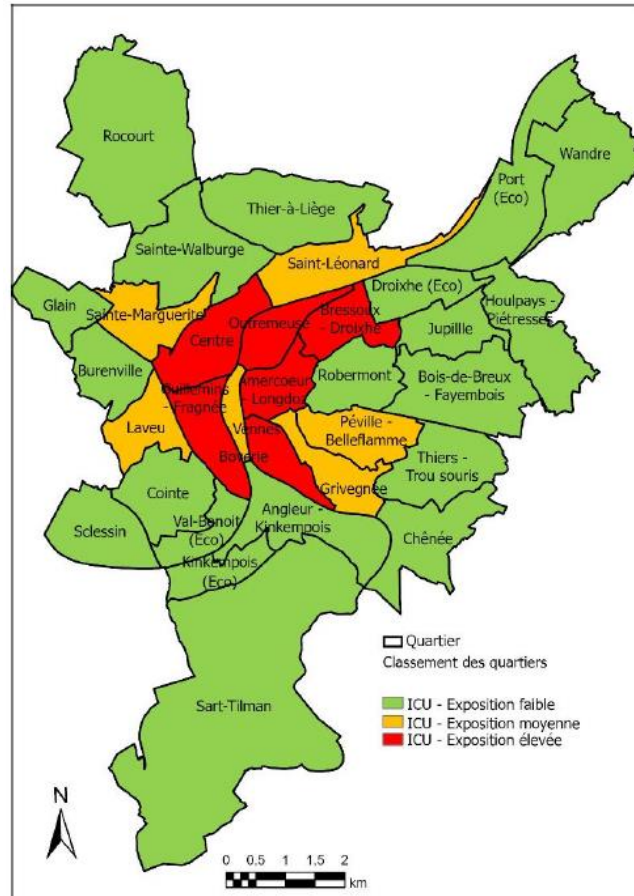 Rocourt
Wandre
Port
(Eco)
Thier-à-Liège
Sainte-Walburge
Saint-Léonard
Droixhe (Eco)
Glain
Sainte-Marguerite
Outremeuse
Bressoux
- Droixhe
Houlpays -
Piétresses
Centre
Jupille
Burenville
Guillemins
- Fragnée
Amercoeur
- Longdoz
Robermont
Bois-de-Breux -
Fayembois
Laveu
Vennes
Péville -
Belleflamme
Boverie
Thiers -
Trou souris
Cointe
Grivegnée
Angleur -
Kinkempois
Sclessin
Val-Benoit
(Eco)
Chênée
Kinkempois
(Eco)
Quartier
Classement des quartiers
Sart-Tilman
ICU - Exposition faible
ICU - Exposition moyenne
ICU - Exposition élevée
N
0 0.5 1 1.5 2
km